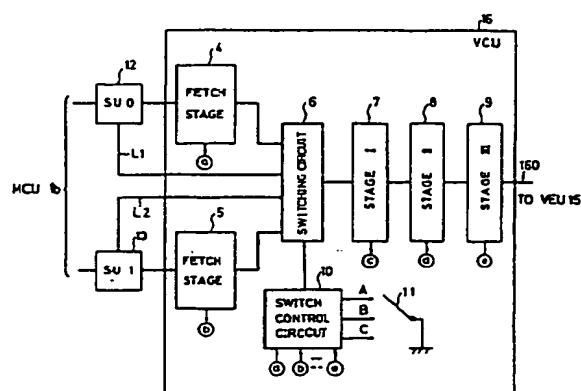 16
VCU
12
4
SU 0
FETCH STAGE
6
7
8
9
SWITCHING CIRCUIT
STAGE I
STAGE II
STAGE III
a
L1
160
MCU 1b
TO VEU 15
L2
5
13
SU 1
FETCH STAGE
c
d
e
10
11
b
SWITCH CONTROL CIRCCUT
A
B
C
a b -- e